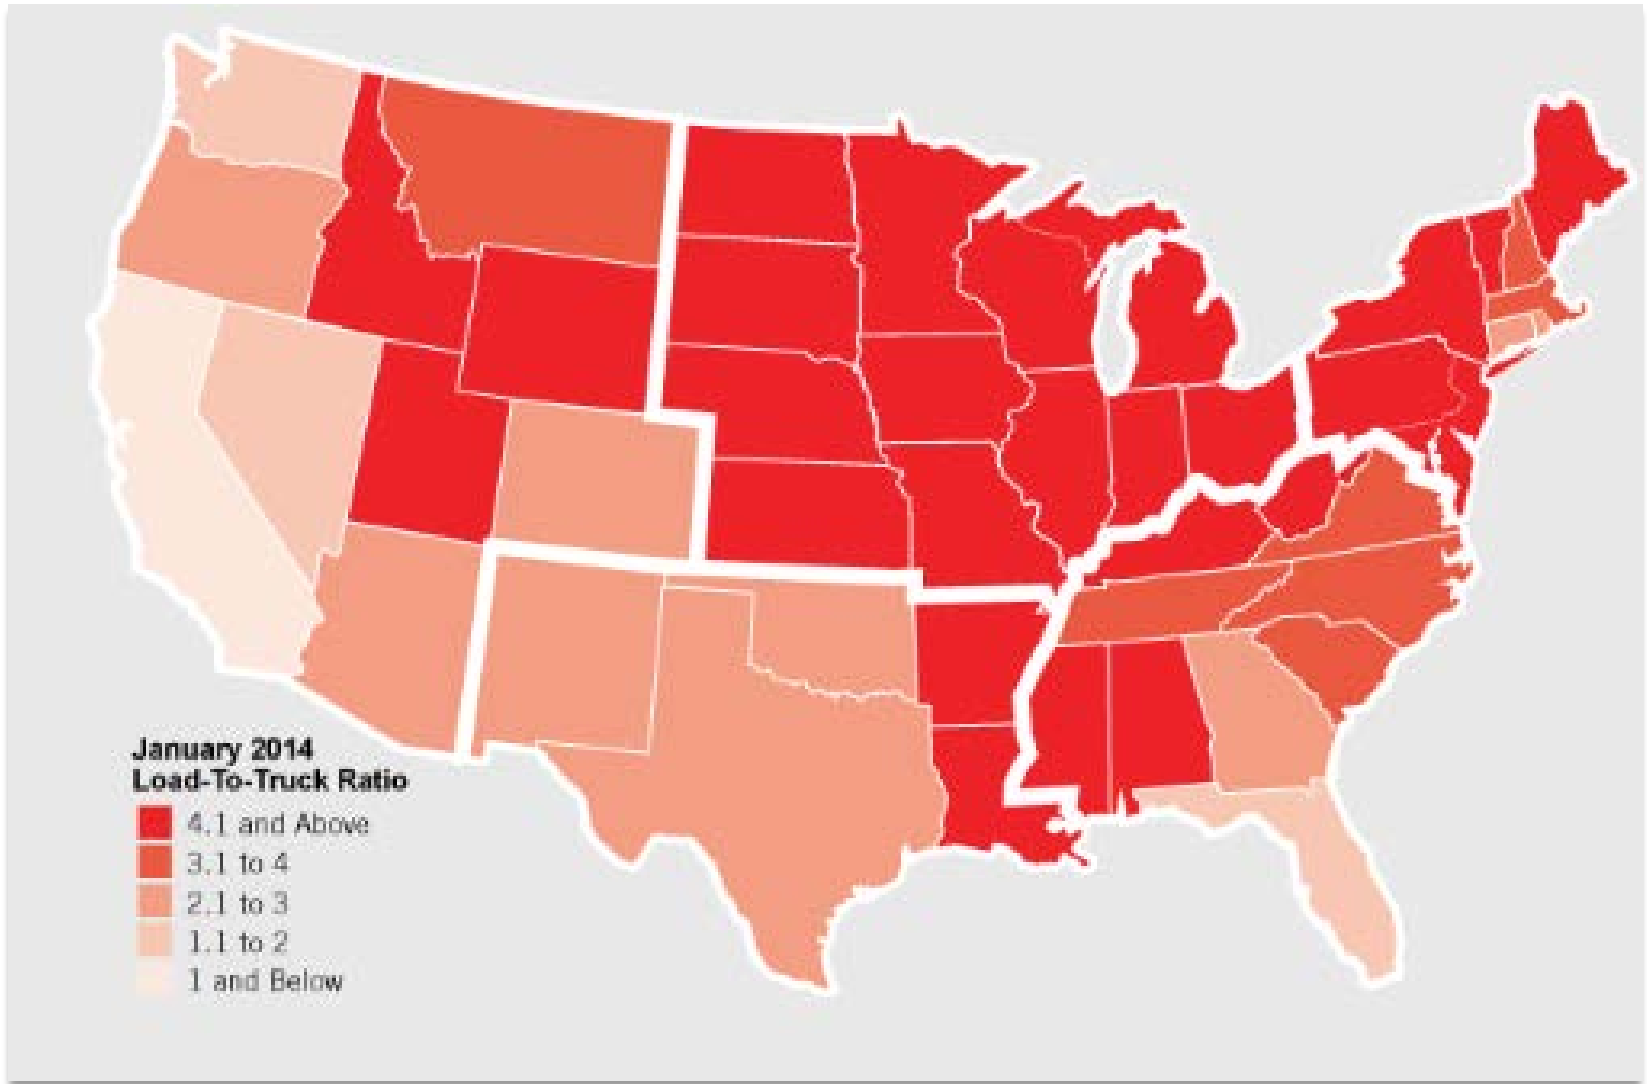 January 2014
Load-To-Truck Ratio
4.1 and Above
3.1 to 4
2.1 to 3
1.1 to 2
1 and Below